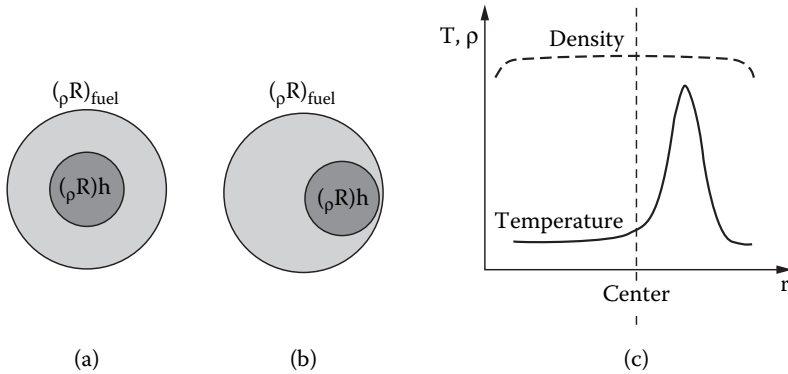 (ρR)fuel
(ρR)h
(a)
(ρR)fuel
(ρR)h
(b)
T, ρ
Density
Temperature
Center
r
(c)